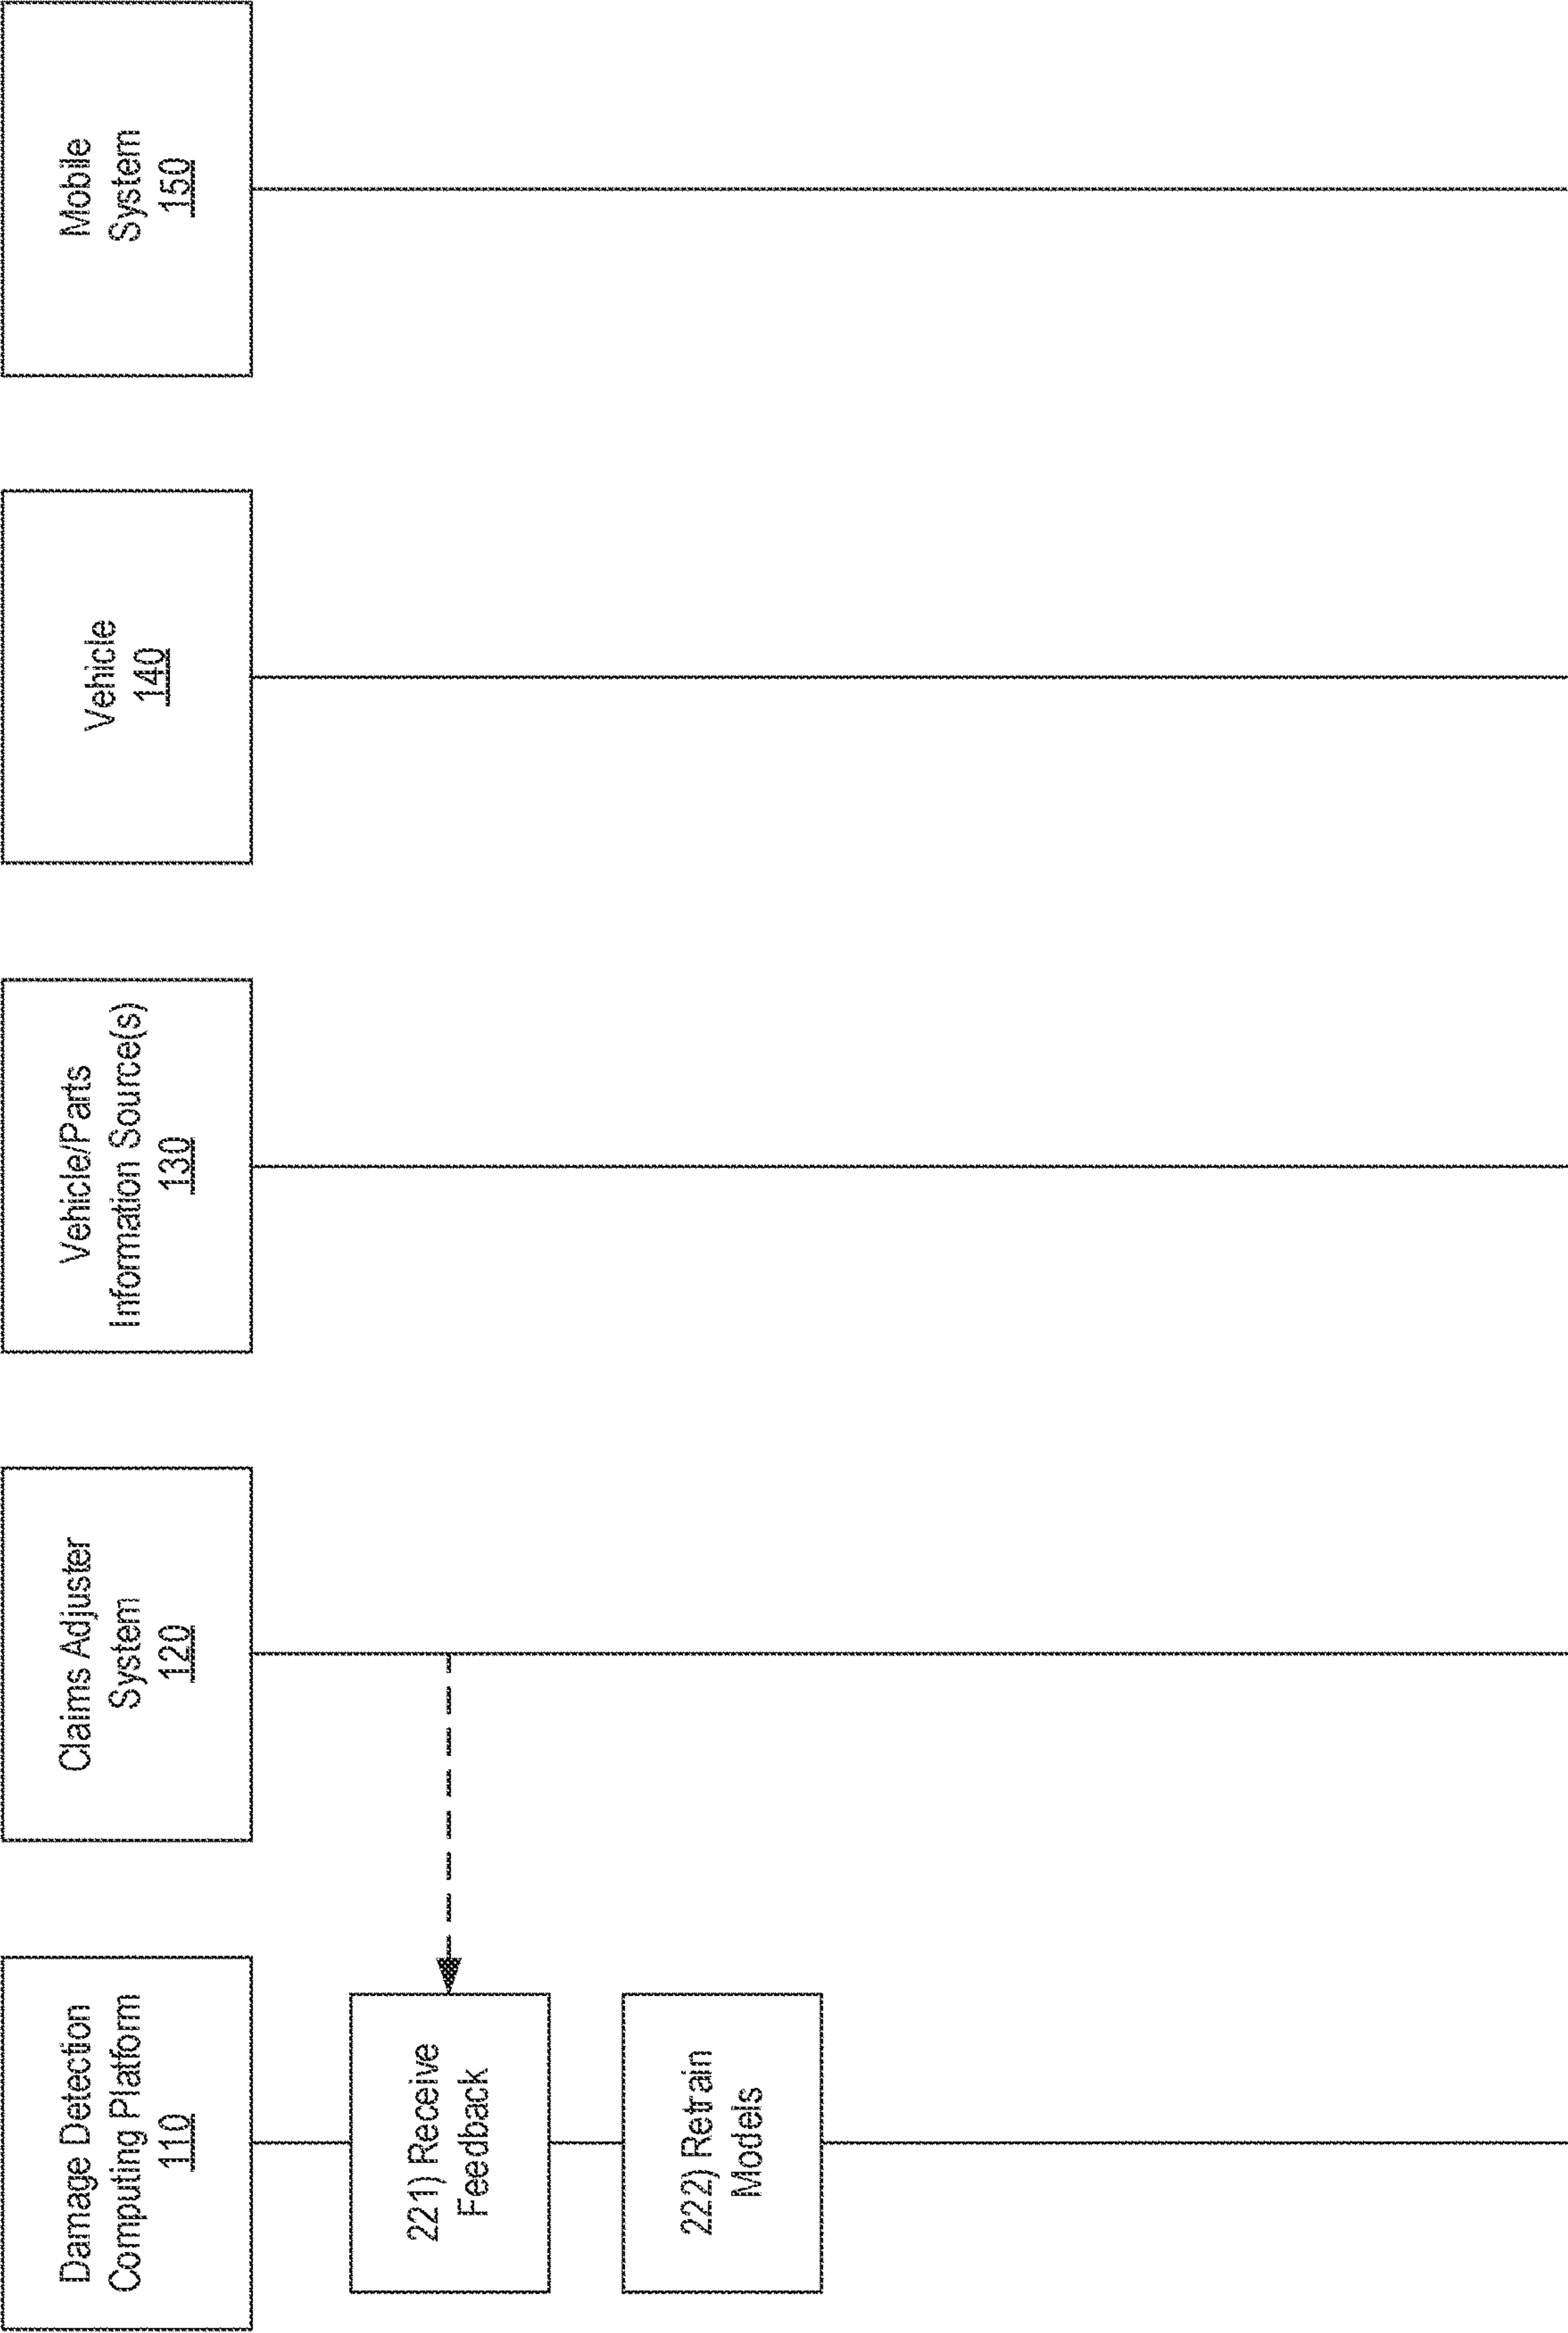 Damage Detection
Computing Platform
110
Claims Adjuster
System
120
Vehicle/Parts
Information Source(s)
130
Vehicle
140
Mobile
System
150
221) Receive
Feedback
222) Retrain
Models